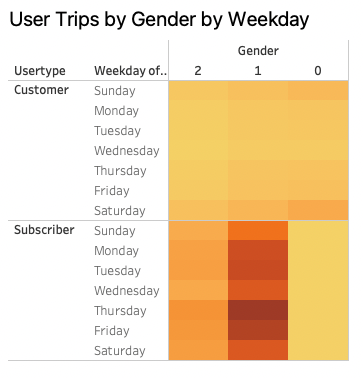 User Trips by Gender by Weekday
Gender
Usertype Weekday of.. 2 1 0
Customer Sunday
Monday
Tuesday
Wednesday
Thursday
Friday
Saturday
Subscriber Sunday
Monday
Tuesday
Wednesday
Thursday
Friday
Saturday